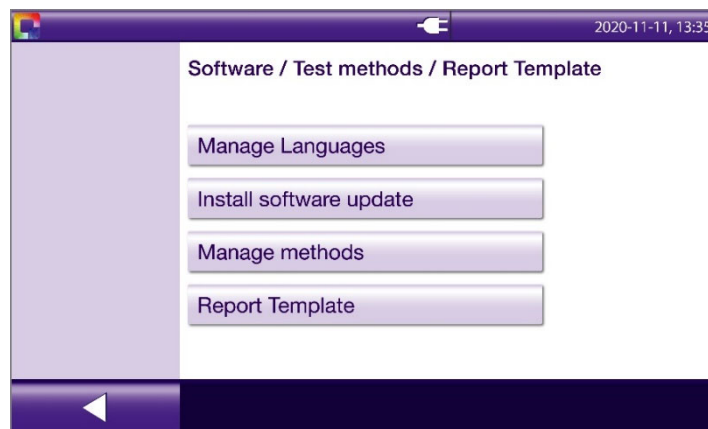 2020-11-11, 13:35
Software / Test methods / Report Template
Manage Languages
Install software update
Manage methods
Report Template